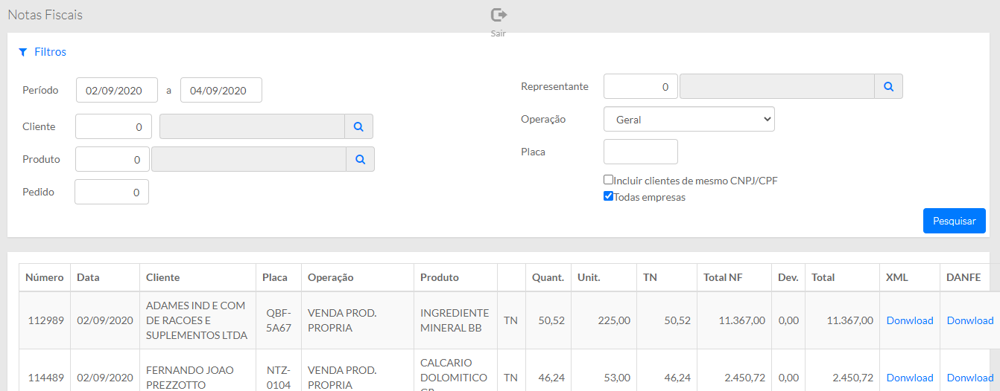 Notas Fiscais
Sair
Filtros
Período 02/09/2020 a 04/09/2020
Cliente 0
Produto 0
Pedido 0
Representante 0
Operação Geral
Placa
Incluir clientes de mesmo CNPJ/CPF
Todas empresas
Pesquisar
Número Data Cliente Placa Operação Produto Quant. Unit. TN Total NF Dev. Total XML DANFE
112989 02/09/2020 ADAMES IND E COM DE RACOES E SUPLEMENTOS LTDA QBF-5A67 VENDA PROD. PROPRIA INGREDIENTE MINERAL BB TN 50,52 225,00 50,52 11.367,00 0,00 11.367,00 Donwload Donwload
114489 02/09/2020 FERNANDO JOAO PREZZOTTO NTZ-0104 VENDA PROD. PROPRIA CALCARIO DOLOMITICO TN 46,24 53,00 46,24 2.450,72 0,00 2.450,72 Donwload Donwload